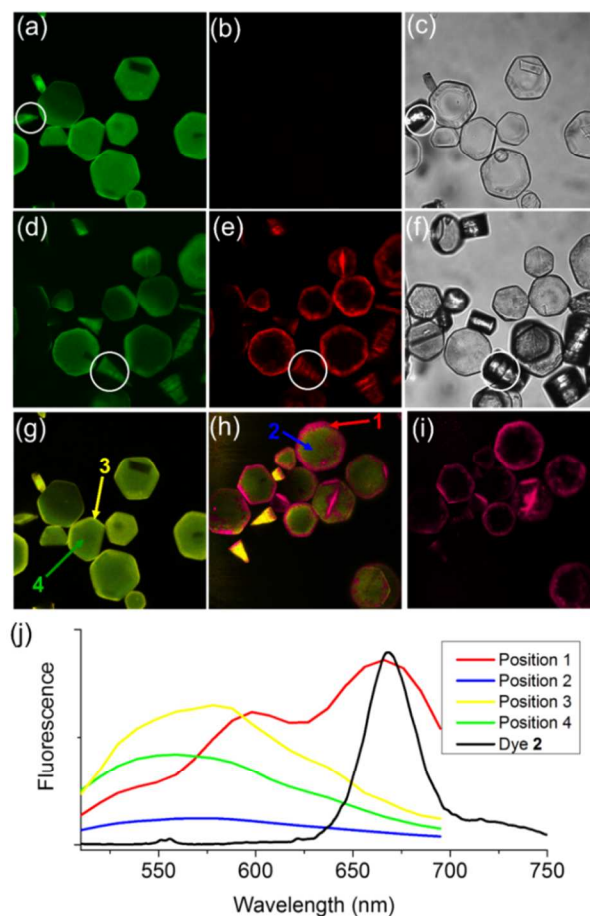 (a) (b) (c)
(d) (e) (f)
(g) 3 4 (h) 2 1 (i)
(j)
Fluorescence
Position 1
Position 2
Position 3
Position 4
Dye 2
550 600 650 700 750
Wavelength (nm)